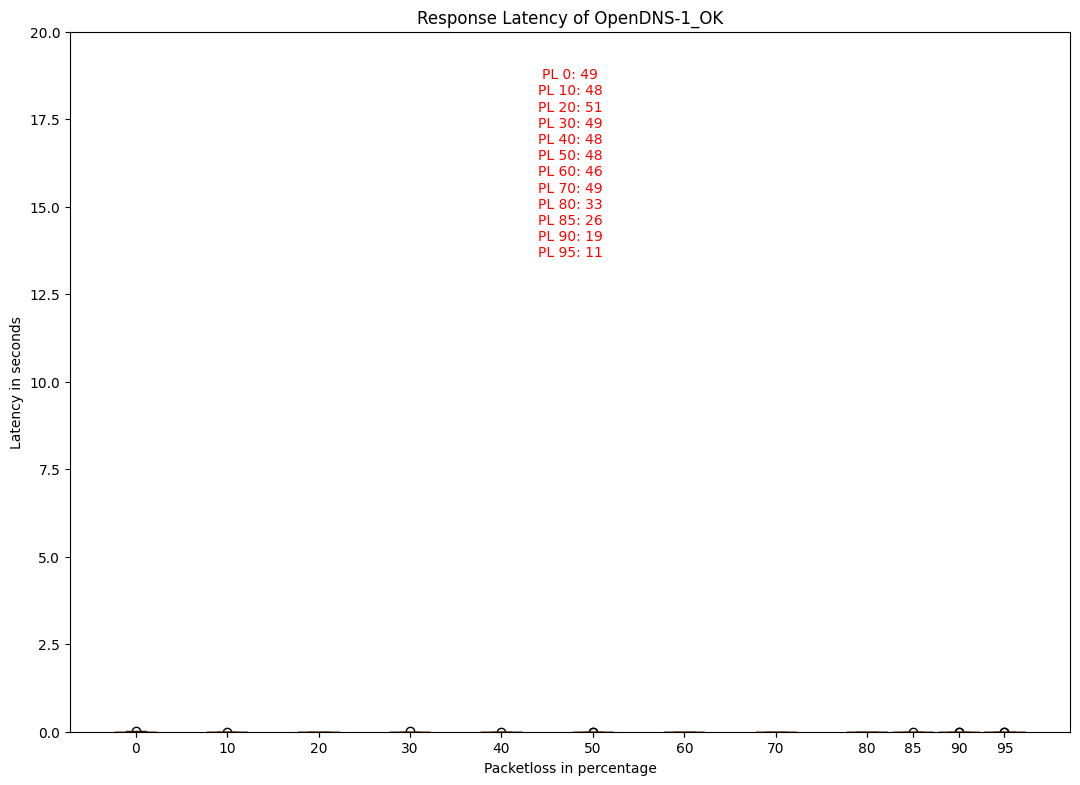 Response Latency of OpenDNS-1_OK
20.0
17.5
15.0
12.5
10.0
7.5
5.0
2.5
0.0
Latency in seconds
PL 0: 49
PL 10: 48
PL 20: 51
PL 30: 49
PL 40: 48
PL 50: 48
PL 60: 46
PL 70: 49
PL 80: 33
PL 85: 26
PL 90: 19
PL 95: 11
0 10 20 30 40 50 60 70 80 85 90 95
Packetloss in percentage